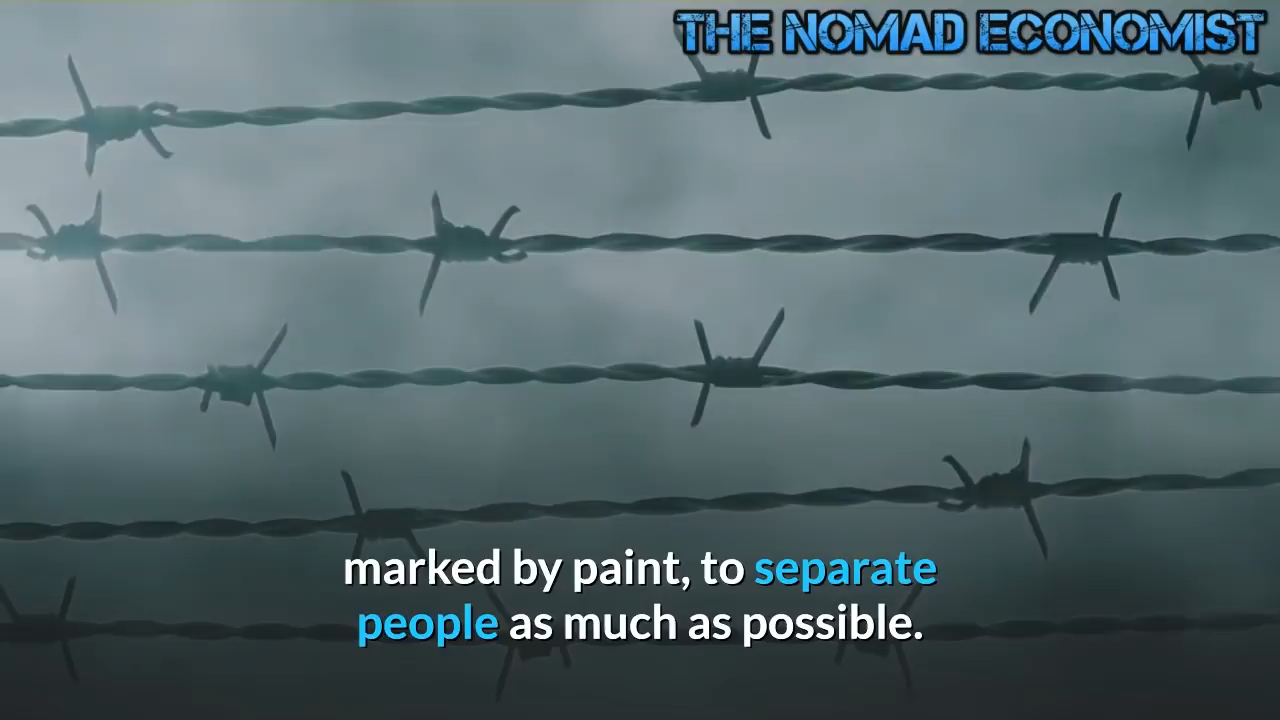 THE NOMAD ECONOMIST
marked by paint, to separate
people as much as possible.